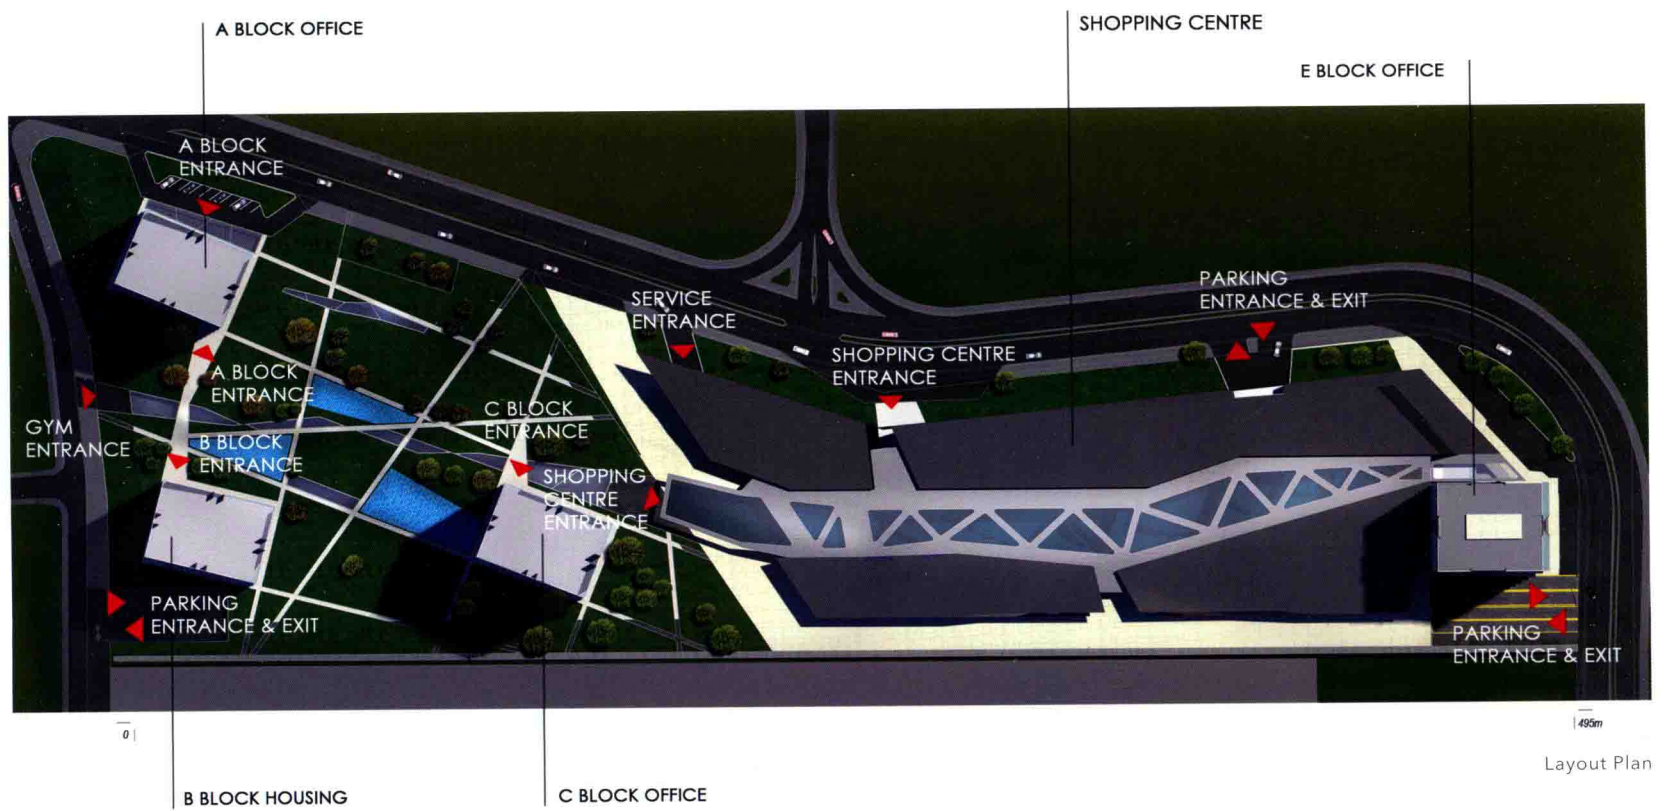 A BLOCK OFFICE
SHOPPING CENTRE
E BLOCK OFFICE
A BLOCK
ENTRANCE
SERVICE
ENTRANCE
PARKING
ENTRANCE & EXIT
SHOPPING CENTRE
ENTRANCE
A BLOCK
ENTRANCE
C BLOCK
ENTRANCE
GYM
ENTRANCE
B BLOCK
ENTRANCE
SHOPPING
CENTRE
ENTRANCE
PARKING
ENTRANCE & EXIT
PARKING
ENTRANCE & EXIT
0
495m
Layout Plan
B BLOCK HOUSING
C BLOCK OFFICE